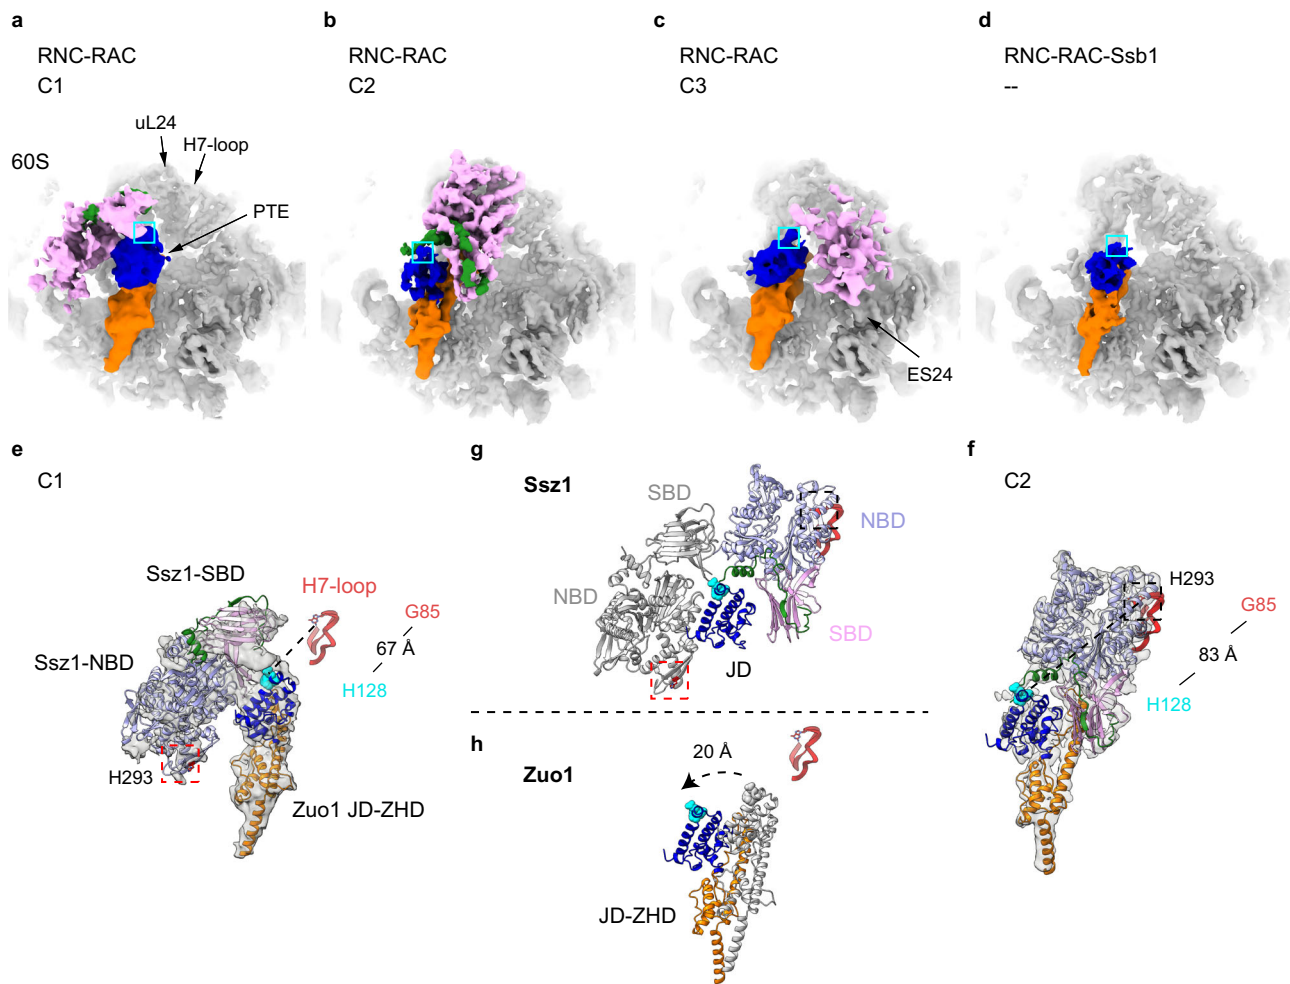 a
RNC-RAC
C1
b
RNC-RAC
C2
c
RNC-RAC
C3
d
RNC-RAC-Ssb1
--
60S
uL24
H7-loop
PTE
ES24
e
C1
Ssz1-SBD
H7-loop
G85
67 Å
H128
Ssz1-NBD
H293
Zuo1 JD-ZHD
g
Ssz1
SBD
NBD
NBD
SBD
JD
h
Zuo1
20 Å
JD-ZHD
f
C2
H293
G85
83 Å
H128